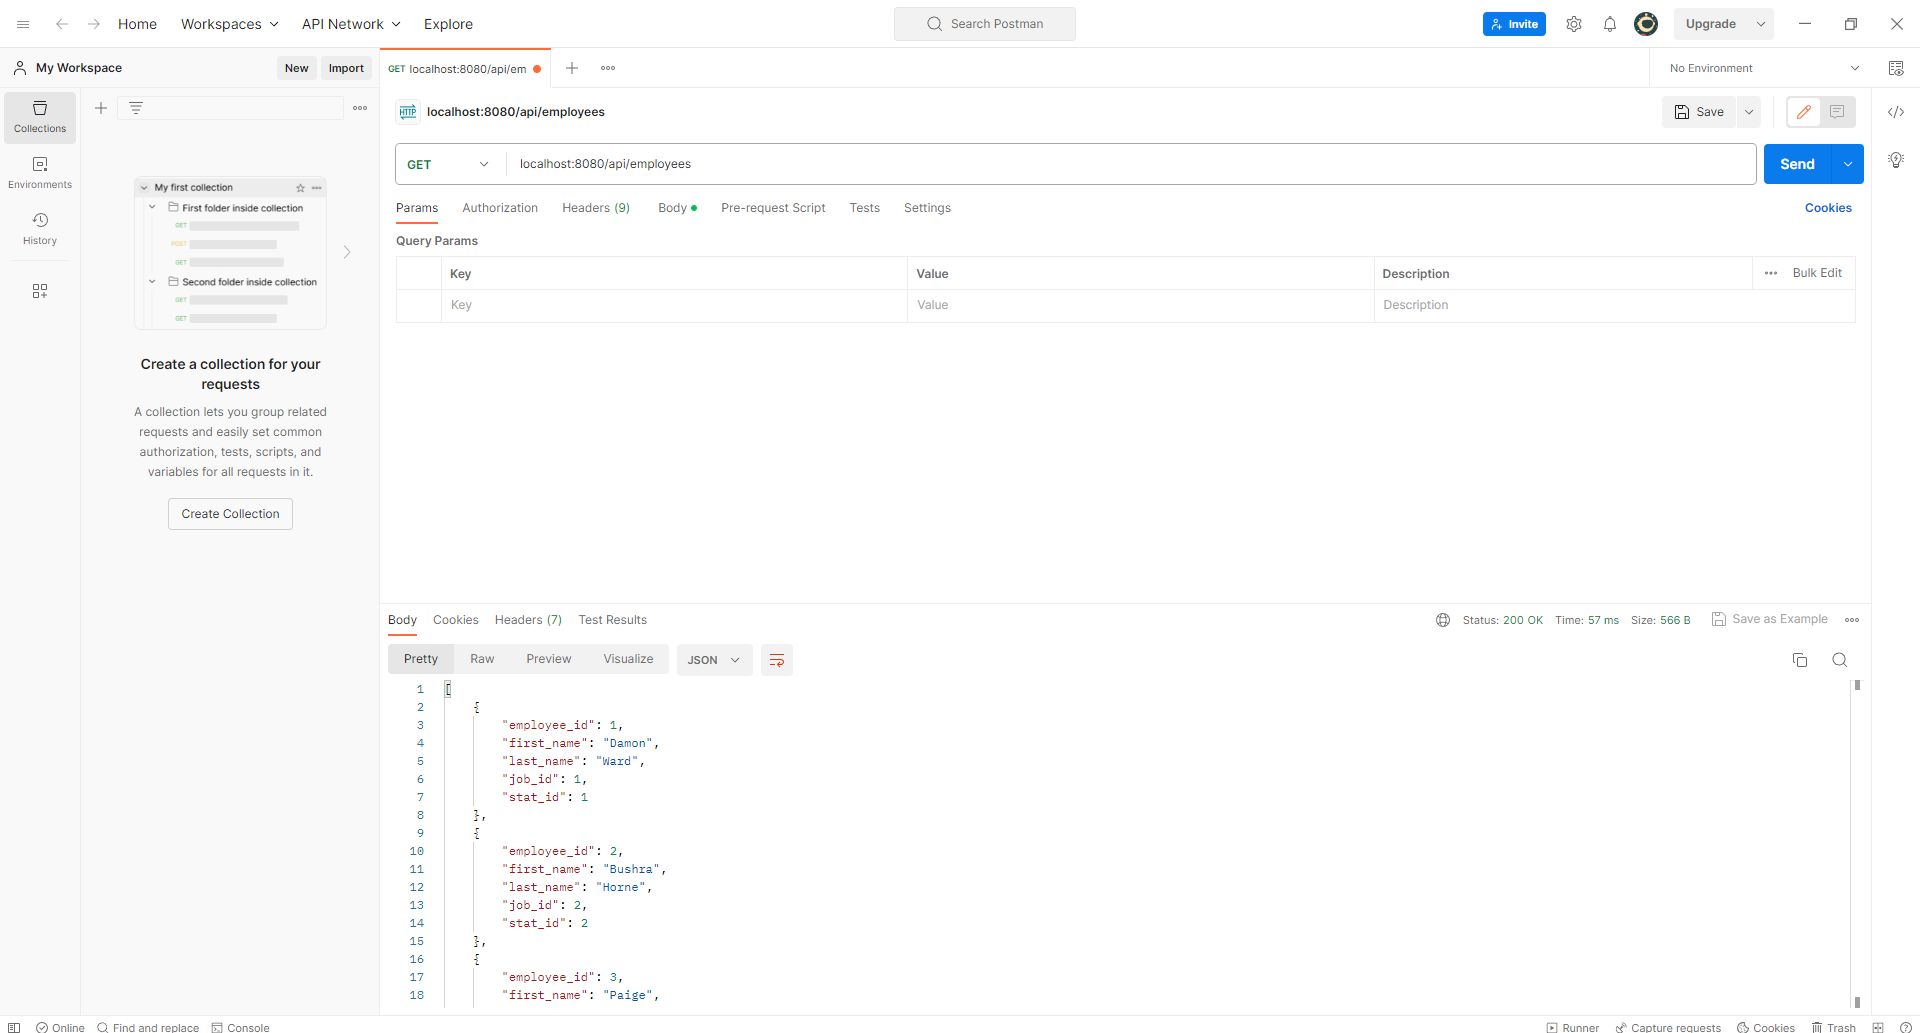 Home Workspaces API Network Explore Search Postman Invite Upgrade
My Workspace New Import GET localhost:8080/api/em No Environment
Collections
Environments
History
My first collection
First folder inside collection
GET
POST
GET
Second folder inside collection
GET
GET
Create a collection for your
requests
A collection lets you group related
requests and easily set common
authorization, tests, scripts, and
variables for all requests in it.
Create Collection
HTTP localhost:8080/api/employees Save
GET localhost:8080/api/employees Send
Params Authorization Headers (9) Body Pre-request Script Tests Settings Cookies
Query Params
Key Value Description Bulk Edit
Key Value Description
Body Cookies Headers (7) Test Results Status: 200 OK Time: 57 ms Size: 566 B Save as Example
Pretty Raw Preview Visualize JSON
1 [
2 {
3 "employee_id": 1,
4 "first_name": "Damon",
5 "last_name": "Ward",
6 "job_id": 1,
7 "stat_id": 1
8 },
9 {
10 "employee_id": 2,
11 "first_name": "Bushra",
12 "last_name": "Horne",
13 "job_id": 2,
14 "stat_id": 2
15 },
16 {
17 "employee_id": 3,
18 "first_name": "Paige",
Online Find and replace Console Runner Capture requests Cookies Trash